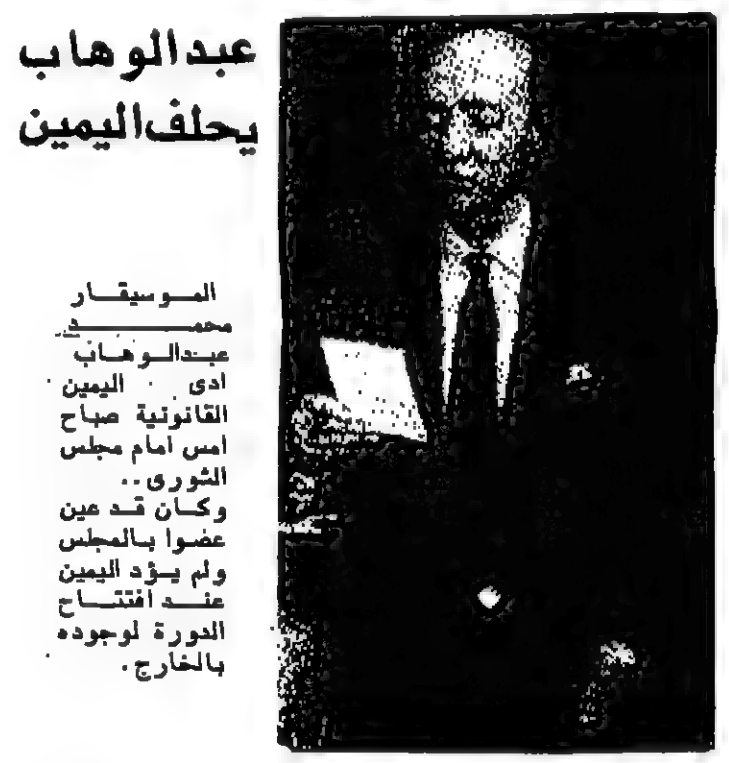 عبدالوهاب
يحلف اليمين
الموسيقار
محمد
عبدالوهاب
ادى اليمين
القانونية صباح
امس امام مجلس
الشورى..
وكان قد عين
عضوا بالمجلس
ولم يؤد اليمين
عند افتتاح
الدورة لوجوده
بالخارج.